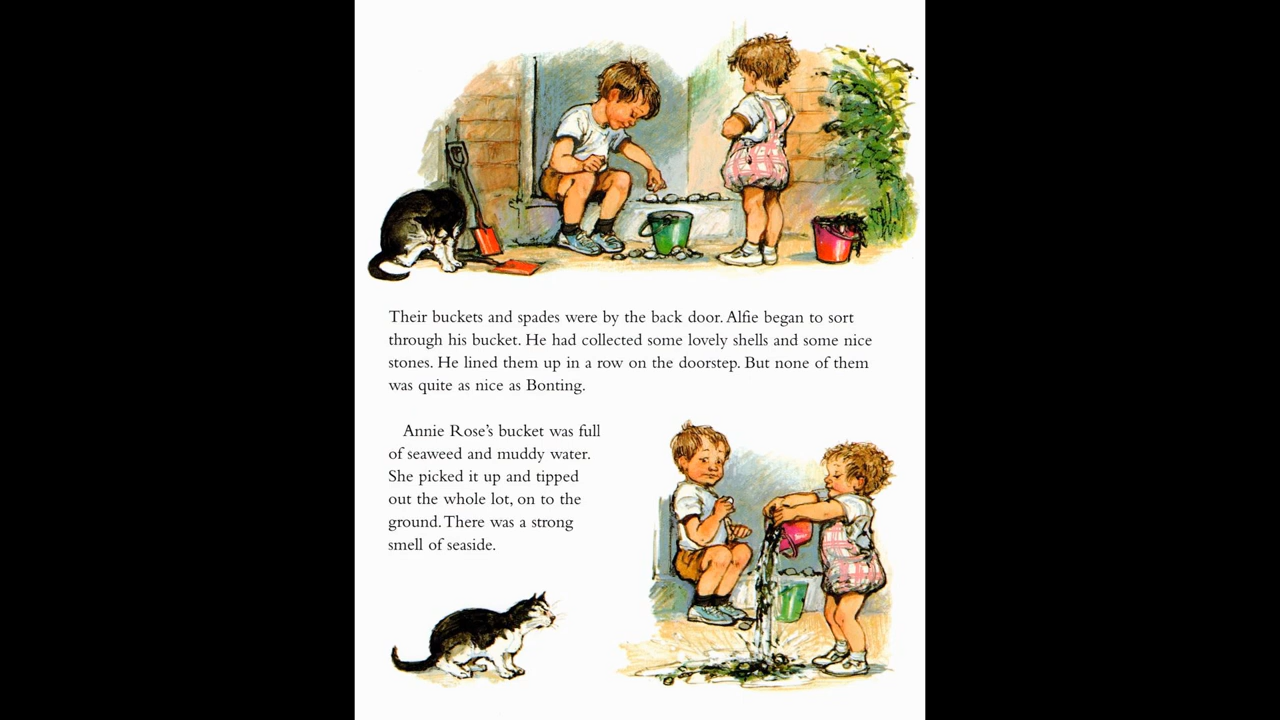 Their buckets and spades were by the back door. Alfie began to sort
through his bucket. He had collected some lovely shells and some nice
stones. He lined them up in a row on the doorstep. But none of them
was quite as nice as Bonting.
Annie Rose's bucket was full
of seaweed and muddy water.
She picked it up and tipped
out the whole lot, on to the
ground. There was a strong
smell of seaside.